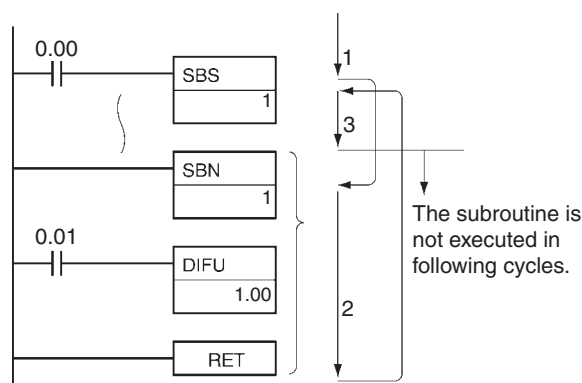 0.00
SBS
1
1
3
SBN
1
The subroutine is
not executed in
following cycles.
0.01
DIFU
1.00
2
RET